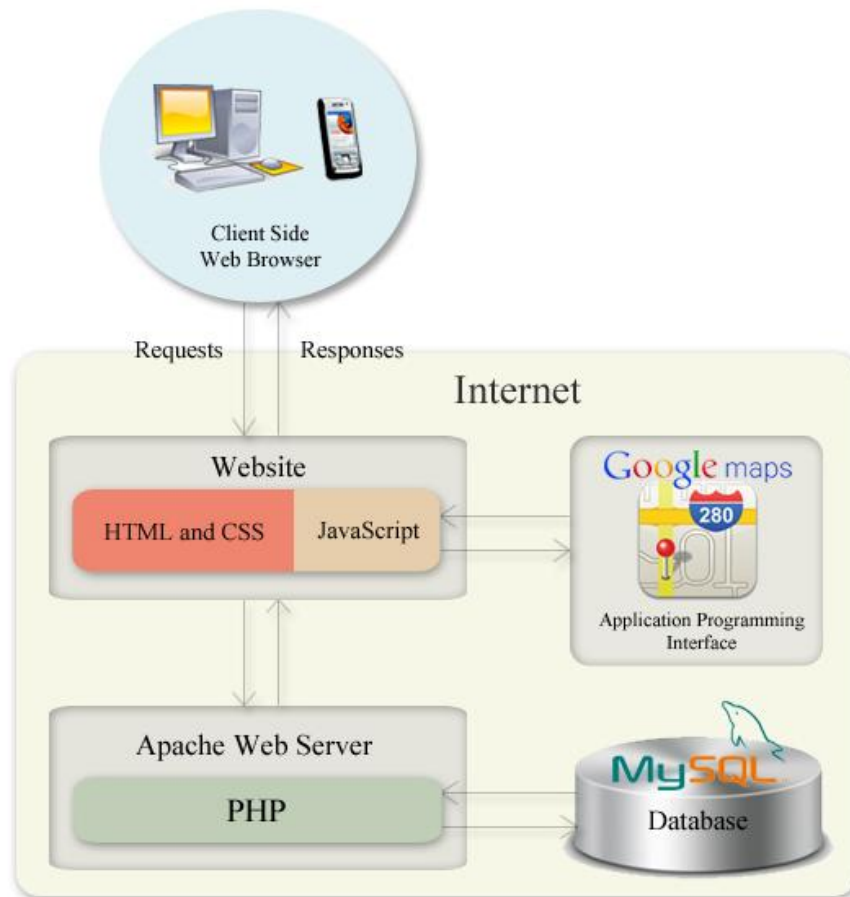 Client Side
Web Browser
Requests
Responses
Internet
Website
HTML and CSS
JavaScript
Google maps
280
Application Programming
Interface
Apache Web Server
PHP
MySQL
Database